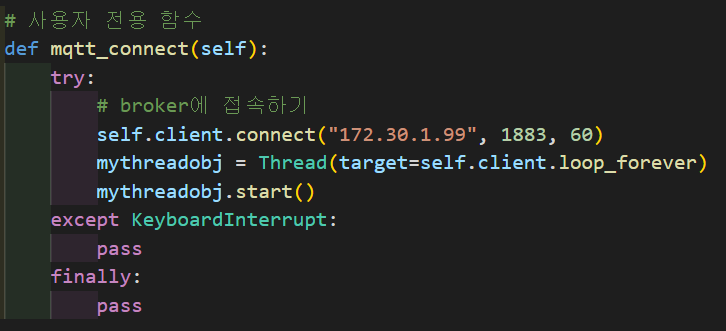 # 사용자 전용 함수
def mqtt_connect(self):
    try:
        # broker에 접속하기
        self.client.connect("172.30.1.99", 1883, 60)
        mythreadobj = Thread(target=self.client.loop_forever)
        mythreadobj.start()
    except KeyboardInterrupt:
        pass
    finally:
        pass